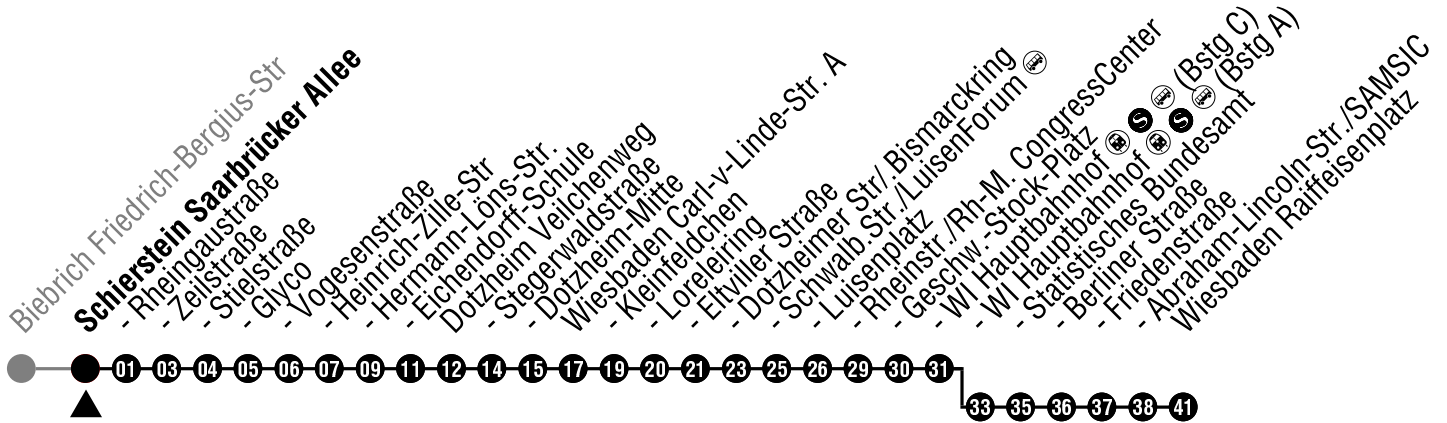 Biebrich Friedrich-Bergius-Str
Schierstein Saarbrücker Allee
- Rheingaustraße
- Zeilstraße
- Stielstraße
- Glyco
- Vogesenstraße
- Heinrich-Zille-Str
- Hermann-Löns-Str.
- Eichendorff-Schule
Dotzheim Veilchenweg
- Stegerwaldstraße
- Dotzheim-Mitte
Wiesbaden Carl-v-Linde-Str. A
- Kleinfeldchen
- Loreleiring
- Eltviller Straße
- Dotzheimer Str/. Bismarckring
- Schwalb.Str./LuisenForum
- Luisenplatz
- Rheinstr./Rh-M. CongressCenter
- Geschw.-Stock-Platz
- WI Hauptbahnhof S (Bstg C)
- WI Hauptbahnhof S (Bstg A)
- Statistisches Bundesamt
- Berliner Straße
- Friedenstraße
- Abraham-Lincoln-Str./SAMSIC
Wiesbaden Raiffeisenplatz
01 03 04 05 06 07 09 11 12 14 15 17 19 20 21 23 25 26 29 30 31
33 35 36 37 38 41